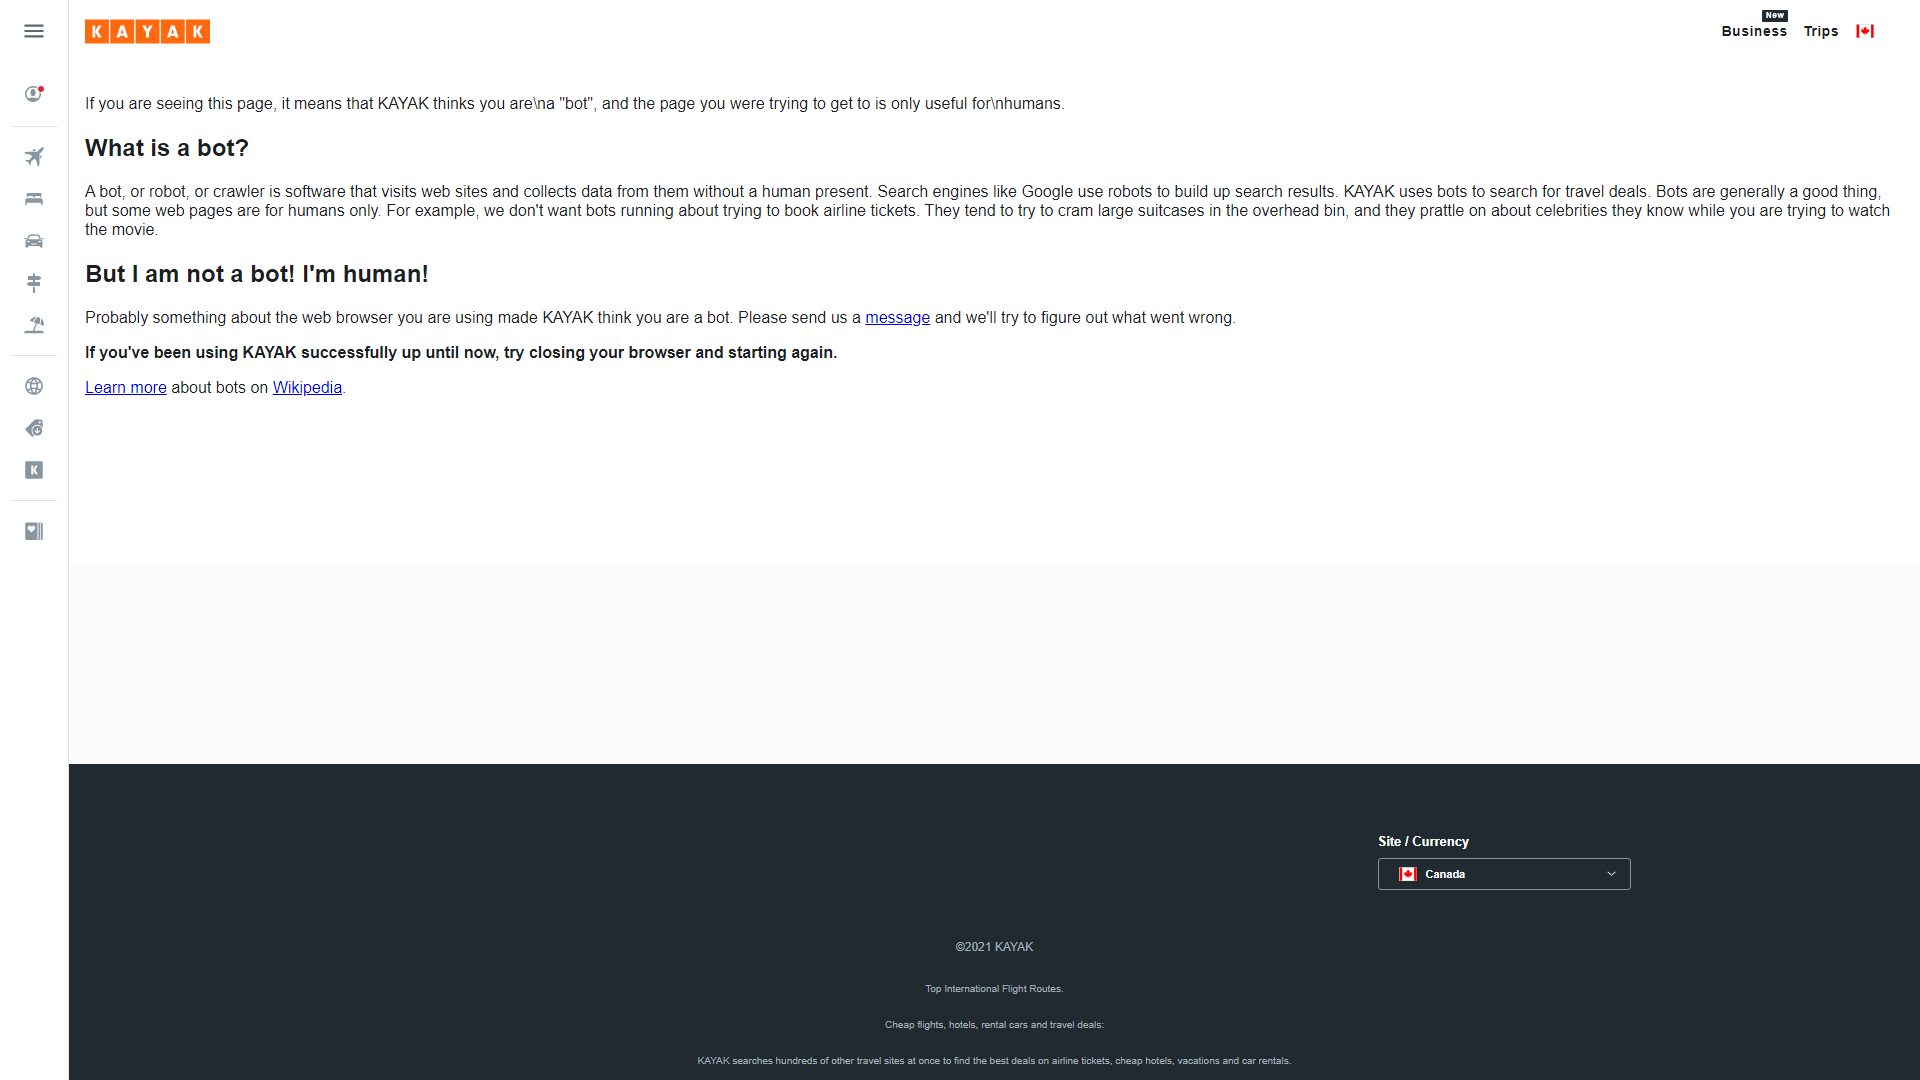 KAYAK
New
Business
Trips
If you are seeing this page, it means that KAYAK thinks you are\na "bot", and the page you were trying to get to is only useful for\nhumans.
What is a bot?
A bot, or robot, or crawler is software that visits web sites and collects data from them without a human present. Search engines like Google use robots to build up search results. KAYAK uses bots to search for travel deals. Bots are generally a good thing,
but some web pages are for humans only. For example, we don't want bots running about trying to book airline tickets. They tend to try to cram large suitcases in the overhead bin, and they prattle on about celebrities they know while you are trying to watch
the movie.
But I am not a bot! I'm human!
Probably something about the web browser you are using made KAYAK think you are a bot. Please send us a message and we'll try to figure out what went wrong.
If you've been using KAYAK successfully up until now, try closing your browser and starting again.
Learn more about bots on Wikipedia.
K
Site / Currency
Canada
©2021 KAYAK
Top International Flight Routes.
Cheap flights, hotels, rental cars and travel deals:
KAYAK searches hundreds of other travel sites at once to find the best deals on airline tickets, cheap hotels, vacations and car rentals.